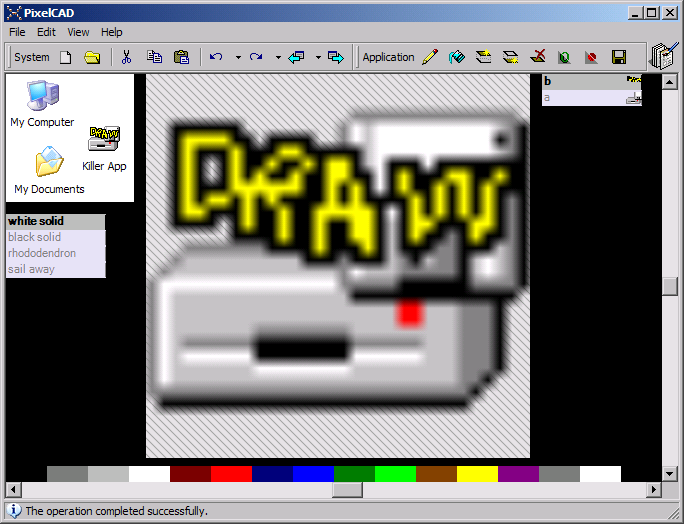 PixelCAD
File Edit View Help
System Application
My Computer
DRAW
Killer App
My Documents
white solid
black solid
rhododendron
sail away
DRAW
b
a
The operation completed successfully.